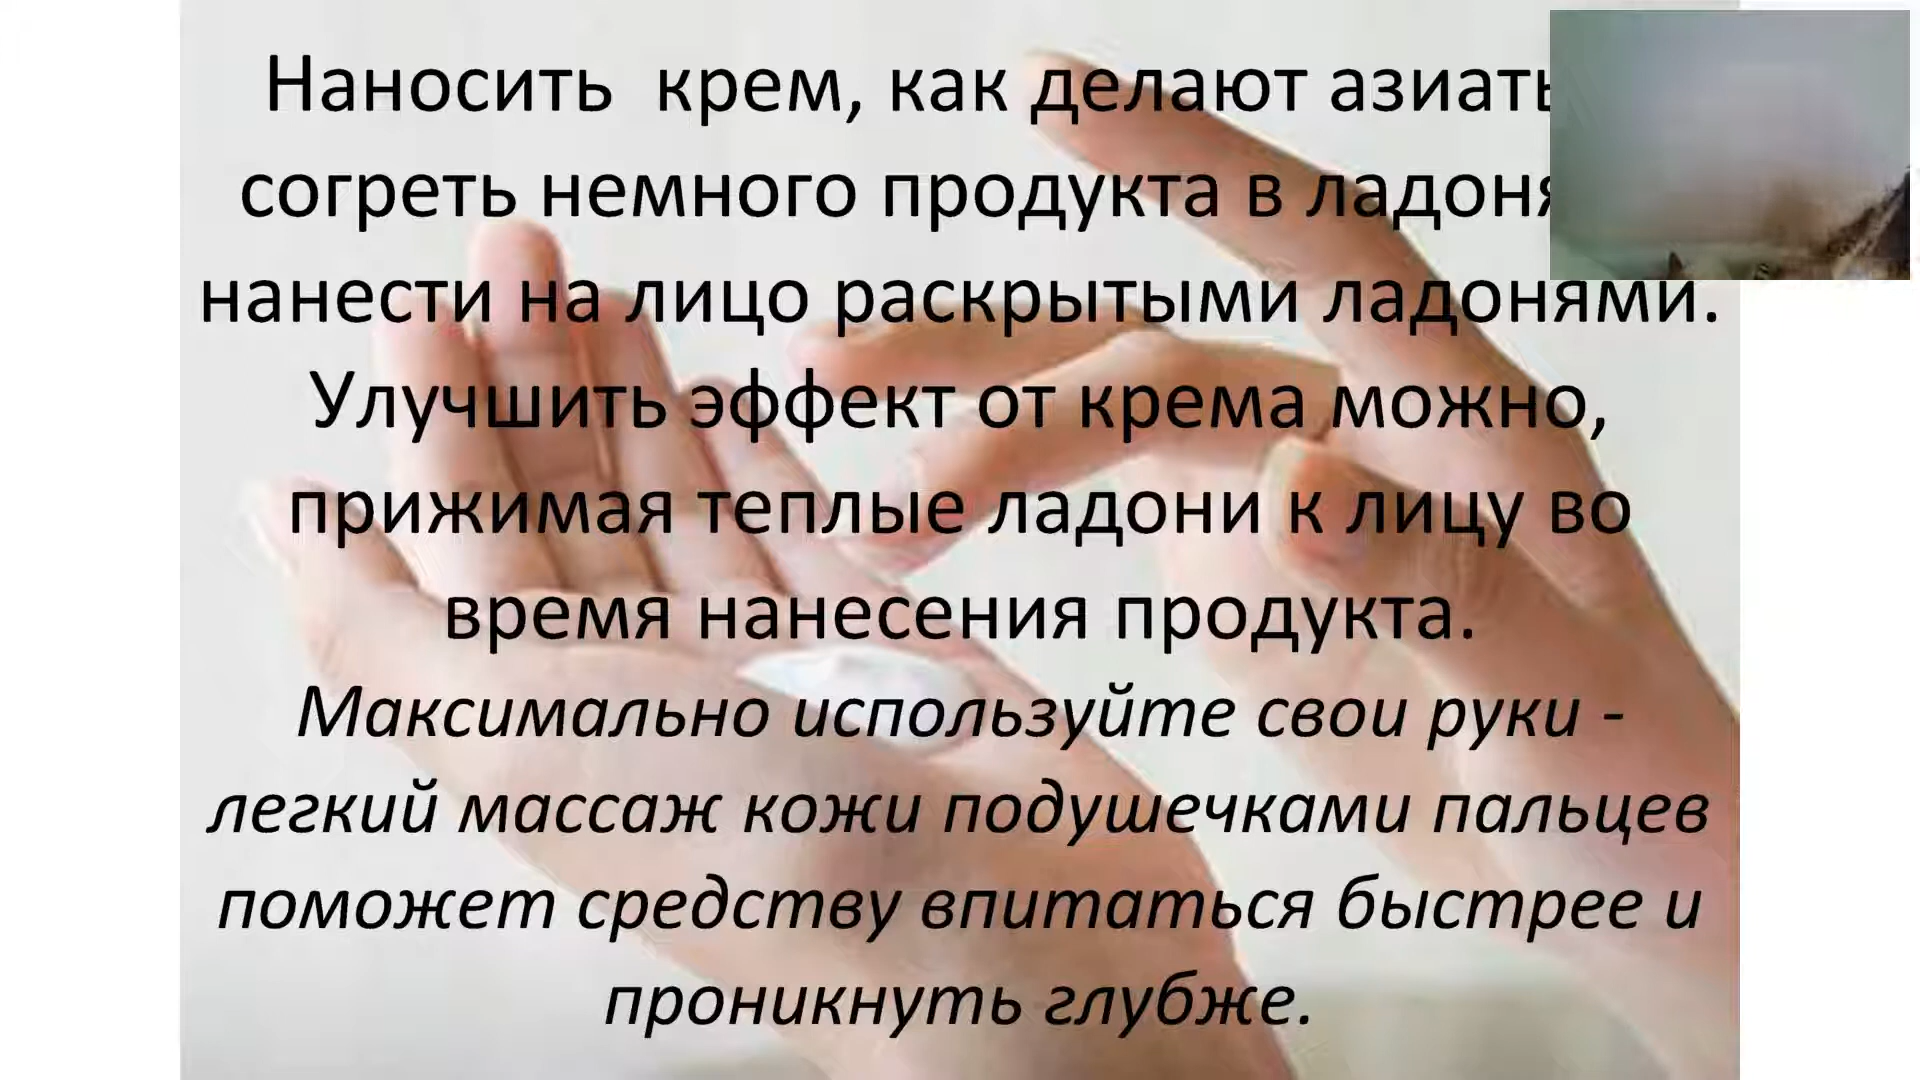 Наносить крем, как делают
согреть немного продукта в
нанести на лицо раскрытыми ладонями.
Улучшить эффект от крема можно,
прижимая теплые ладони к лицу во
время нанесения продукта.
Максимально используйте свои руки -
легкий массаж кожи подушечками пальцев
поможет средству впитаться быстрее и
проникнуть глубже.